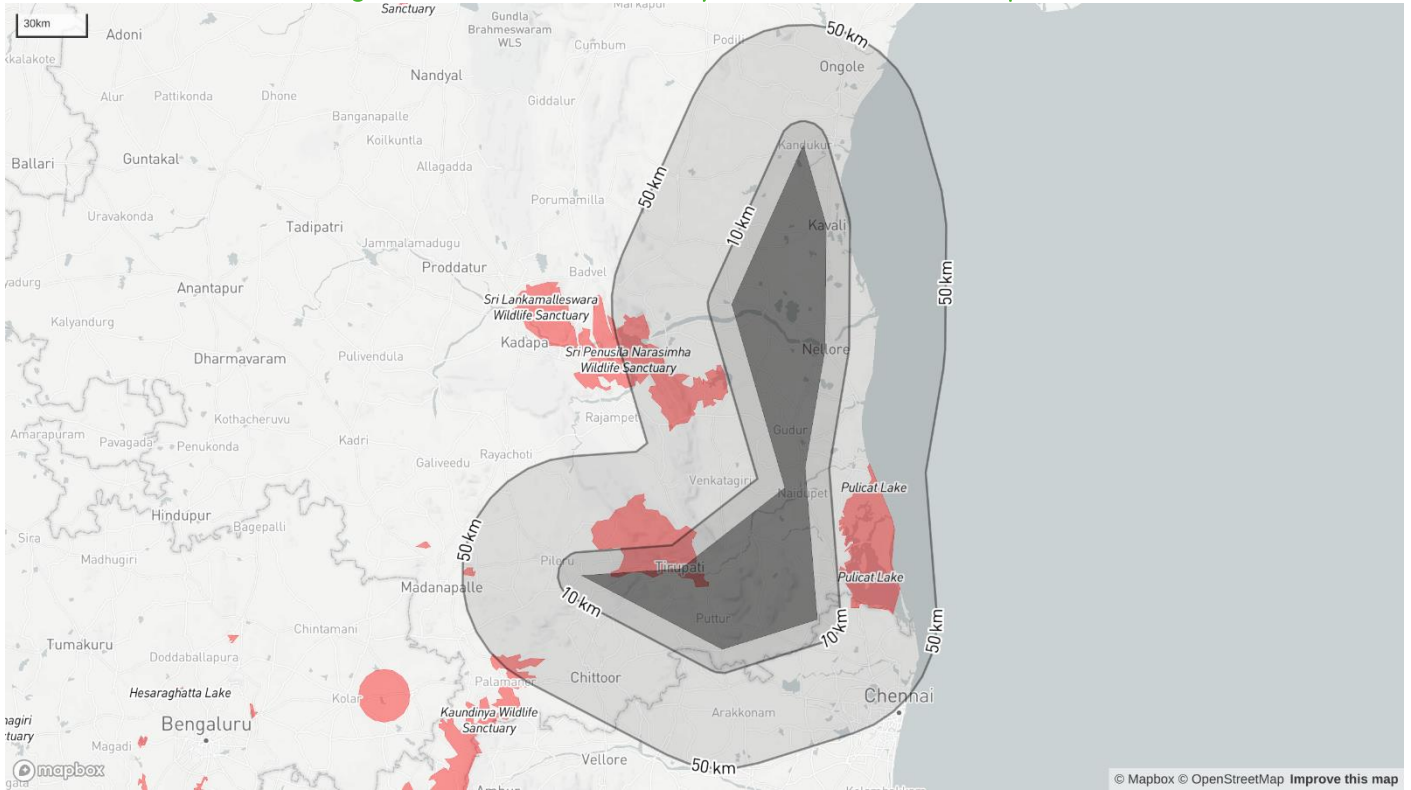 Sanctuary
Markapur
30km
Adoni
Gundla
Brahmeswaram
WLS
Cumbum
Podili
50 km
Ongole
Nandyal
Alur
Pattikonda
Dhone
Giddalur
Banganapalle
Koilkuntla
Kandukur
Ballari
Guntakal
Allagadda
50 km
Porumamilla
10 km
Kavali
Uravakonda
Tadipatri
Jammalamadugu
Proddatur
Badvel
50 km
Anantapur
Sri Lankamalleswara
Wildlife Sanctuary
Kalyandurg
Kadapa
Nellore
Dharmavaram
Pulivendula
Sri Penusila Narasimha
Wildlife Sanctuary
Kothacheruvu
Rajampet
Amarapuram
Pavagada
Penukonda
Kadri
Gudur
Galiveedu
Rayachoti
Venkatagiri
Naidupet
Pulicat Lake
Hindupur
Bagepalli
Sira
50 km
Madhugiri
Pileru
Tirupati
Pulicat Lake
Madanapalle
10 km
Puttur
Tumakuru
Chintamani
10 km
50 km
Doddaballapura
Palamaner
Chittoor
Hesaraghatta Lake
Kolar
Chennai
Kaundinya Wildlife
Sanctuary
Arakkonam
Bengaluru
Magadi
Vellore
50 km
mapbox
© Mapbox © OpenStreetMap Improve this map